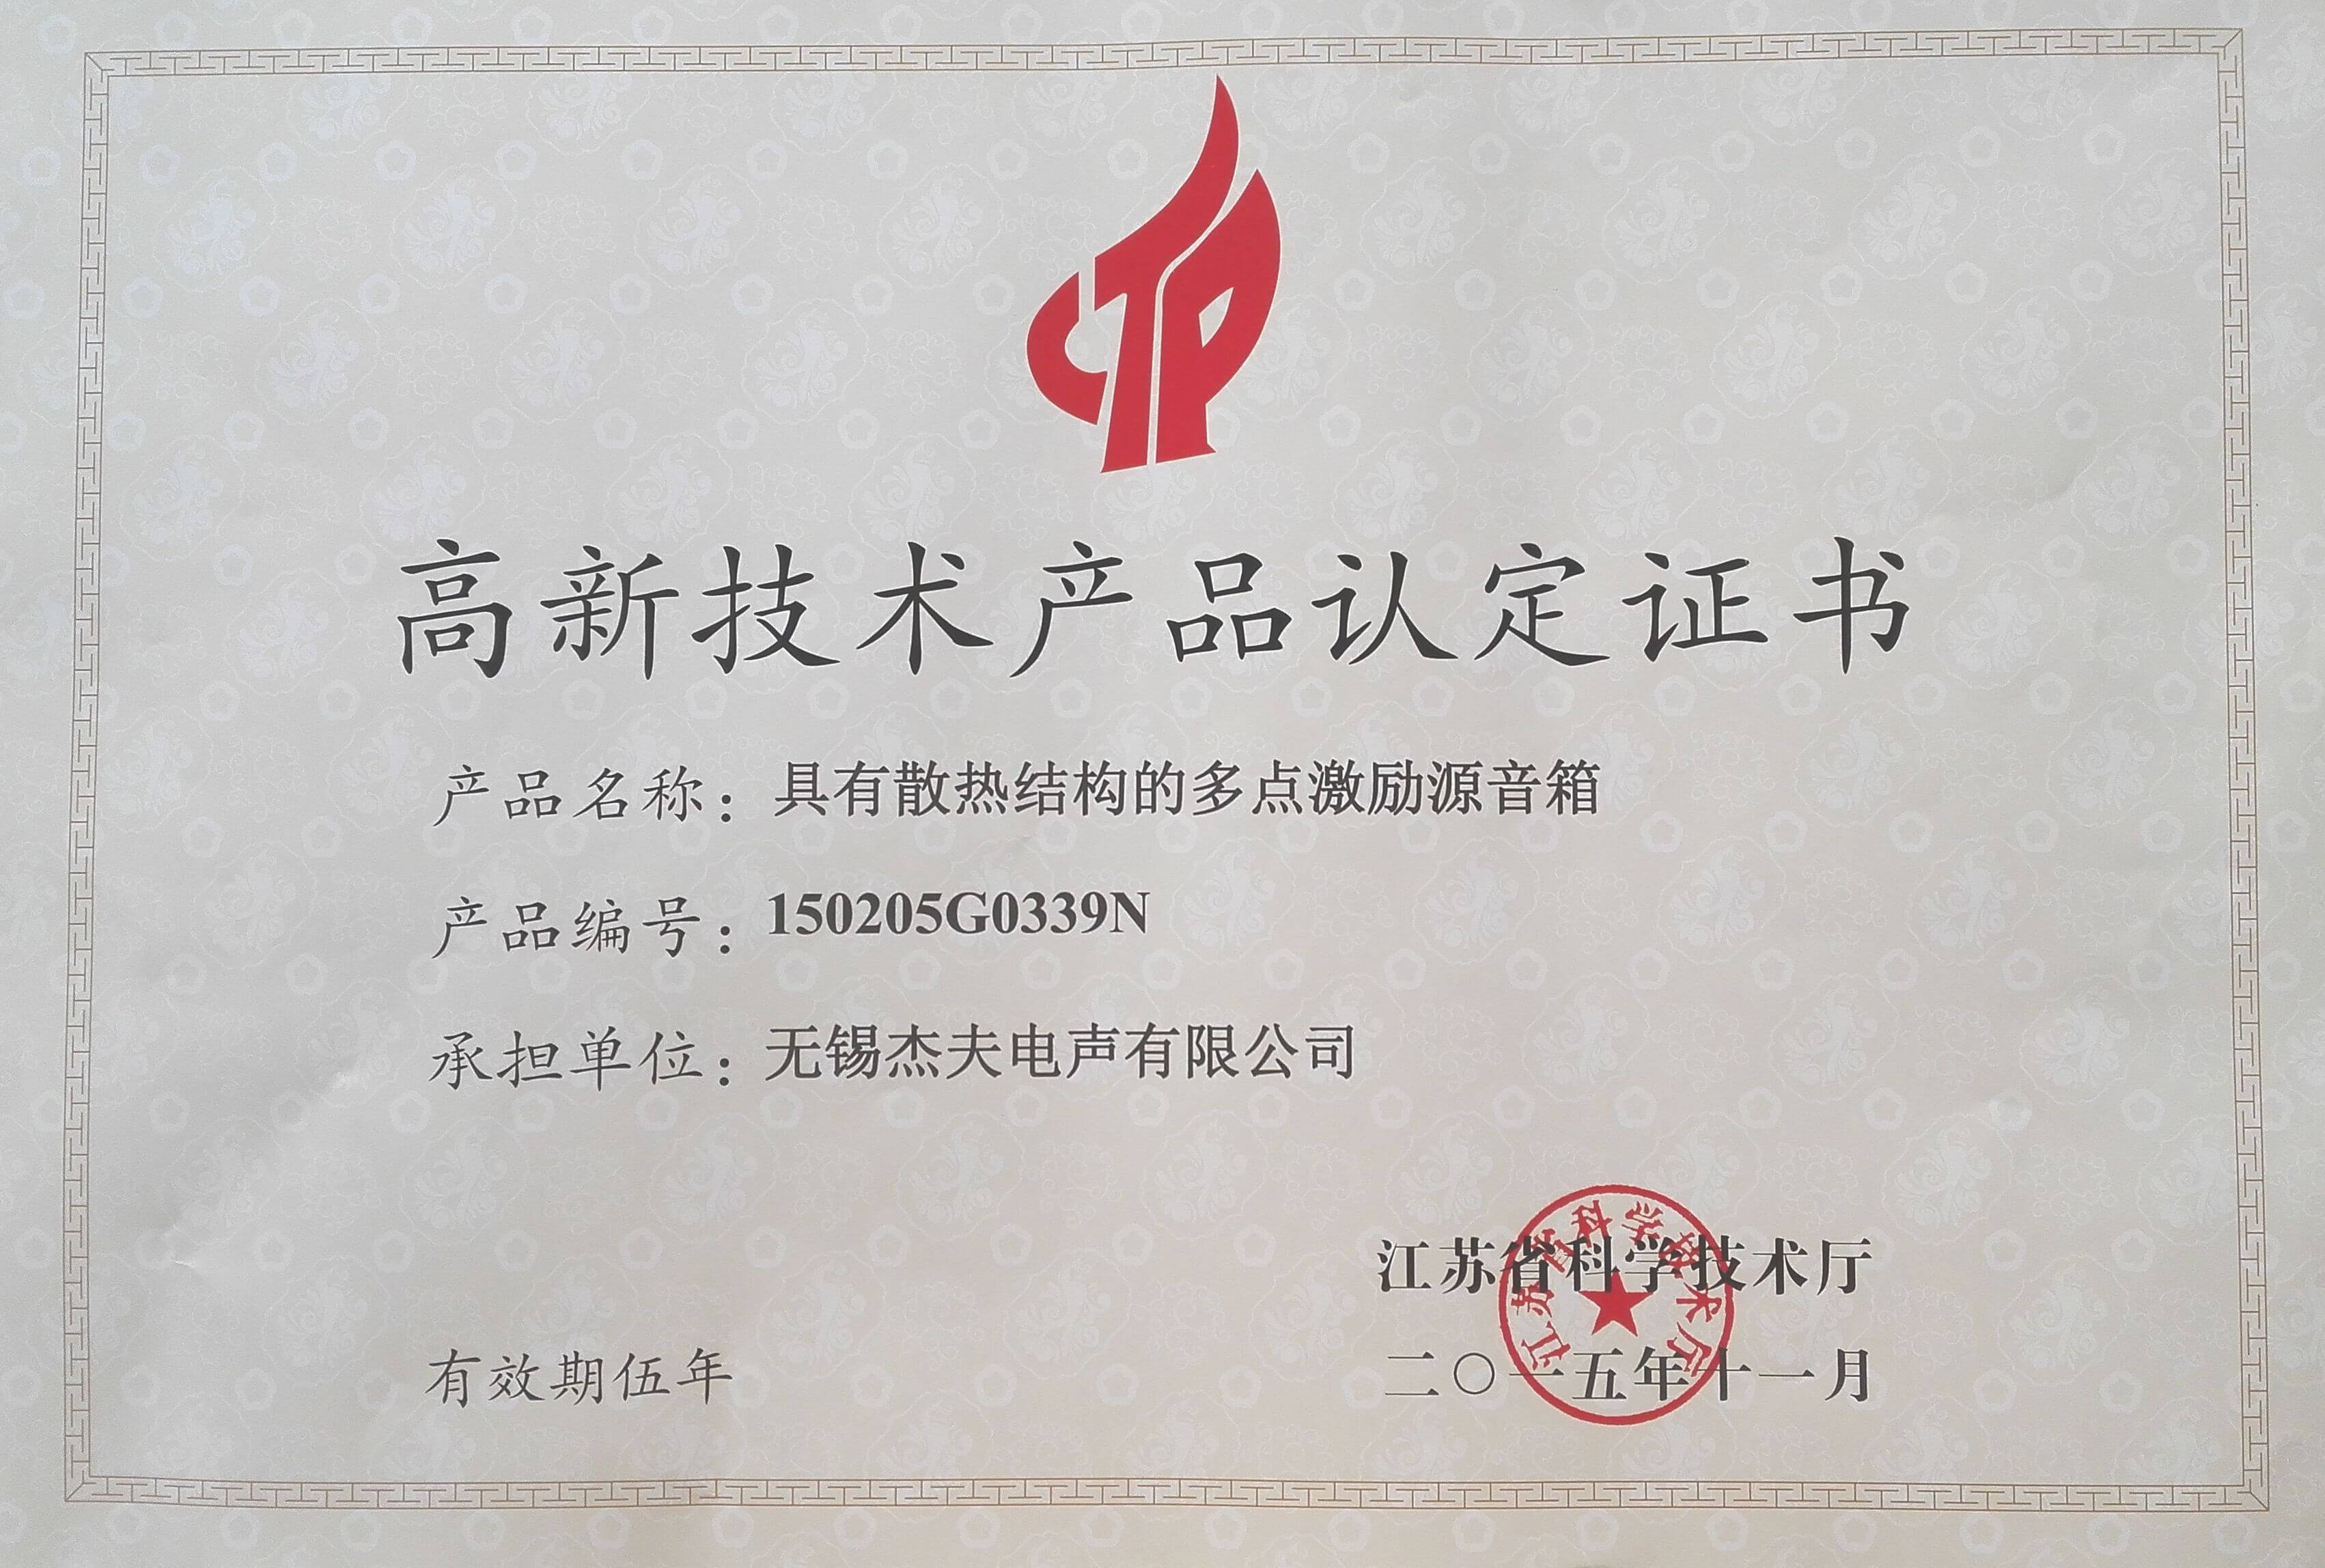 CTP
高新技术产品认定证书
产品名称：具有散热结构的多点激励源音箱
产品编号：150205G0339N
承担单位：无锡杰夫电声有限公司
江苏省科学技术厅
江苏省科学技术厅
有效期伍年
二〇一五年十一月